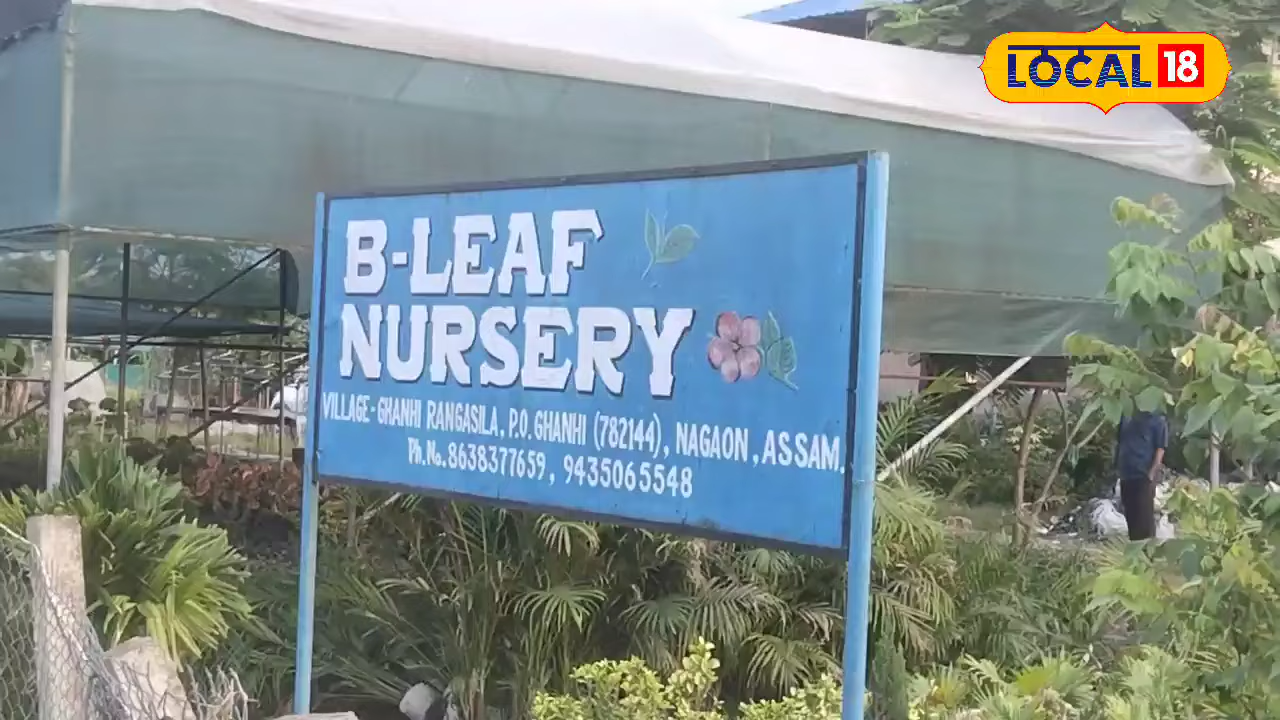 LOCAL 18
B-LEAF
NURSERY
VILLAGE-GHANHI RANGASILA, P.O. GHANHI (782144), NAGAON, ASSAM.
Ph.No. 8638377659, 9435065548